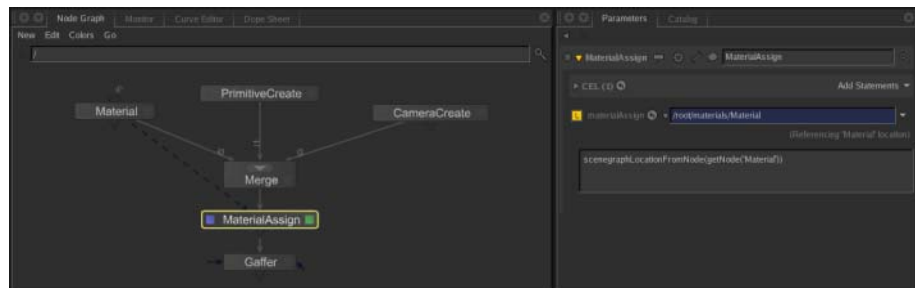 Node Graph Monitor Curve Editor Dope Sheet
New Edit Colors Go
/
PrimitiveCreate
Material
CameraCreate
Merge
MaterialAssign
Gaffer
Parameters Catalog
MaterialAssign MaterialAssign
CEL (1) Add Statements
L materialAssign /root/materials/Material
(Referencing 'Material' location)
scenegraphLocationFromNode(getNode('Material'))